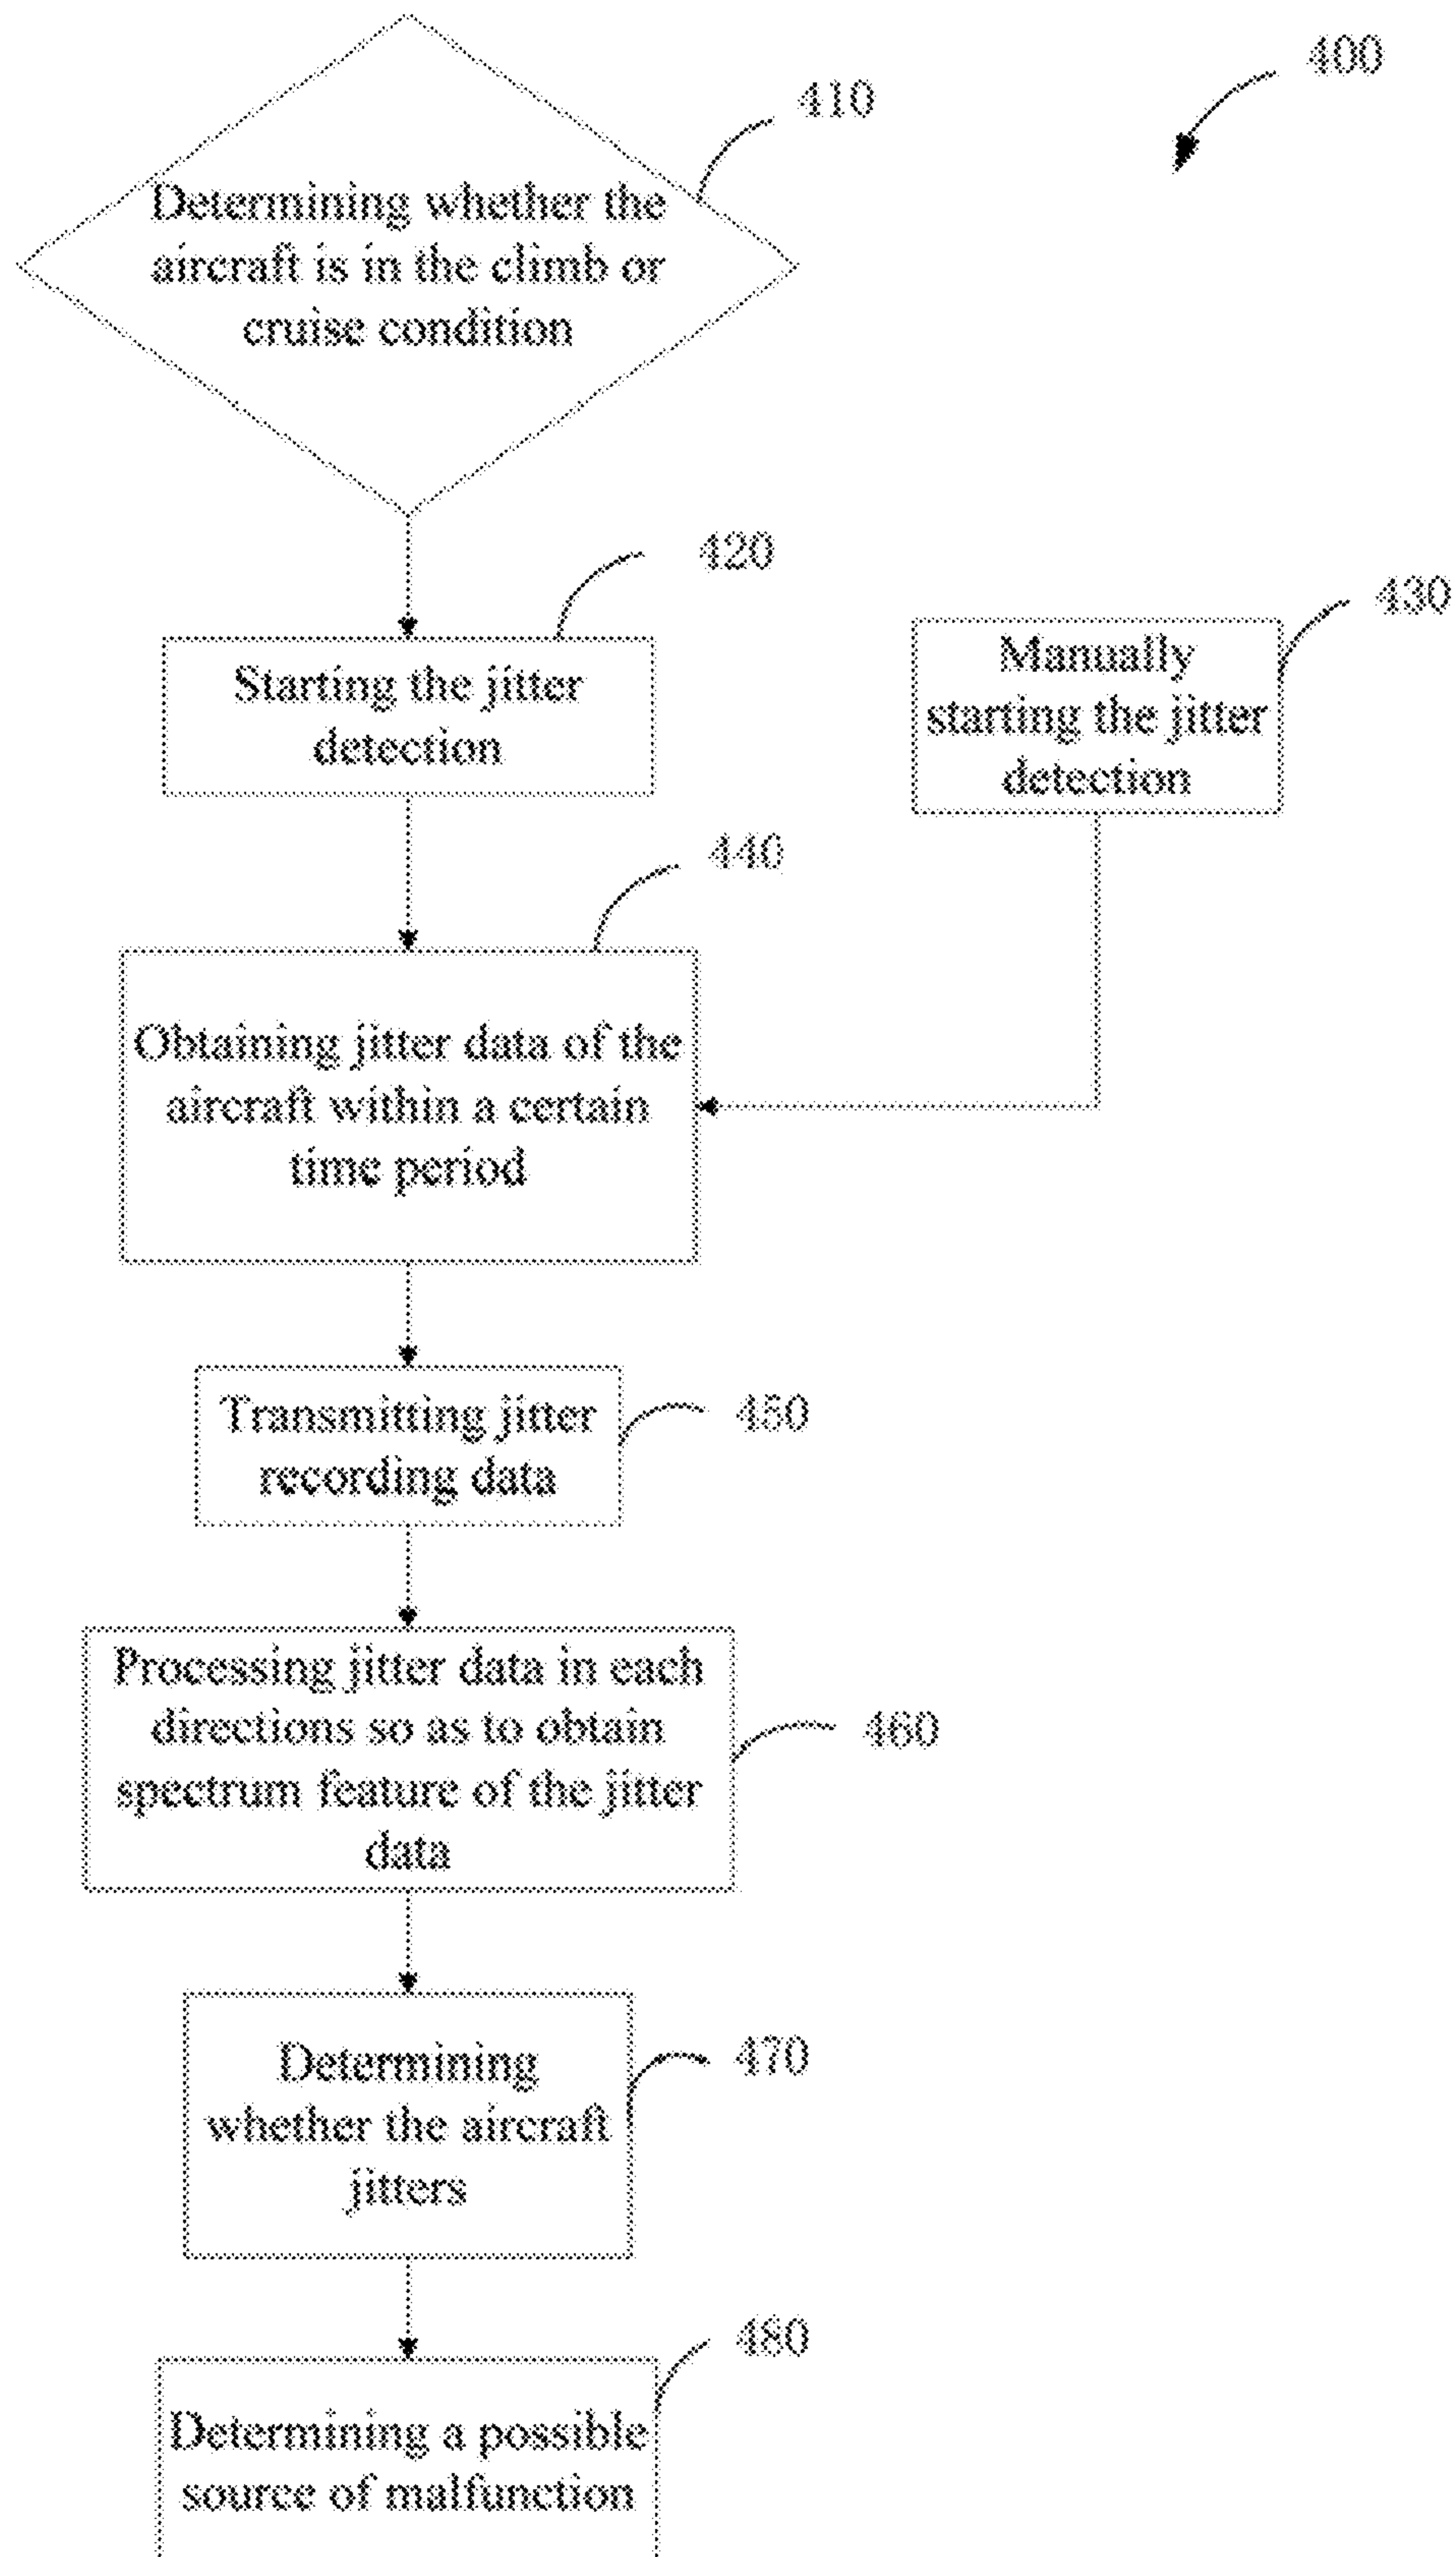 400
410
Determining whether the
aircraft is in the climb or
cruise condition
420
Starting the jitter
detection
430
Manually
starting the jitter
detection
440
Obtaining jitter data of the
aircraft within a certain
time period
450
Transmitting jitter
recording data
460
Processing jitter data in each
directions so as to obtain
spectrum feature of the jitter
data
470
Determining
whether the aircraft
jitters
480
Determining a possible
source of malfunction